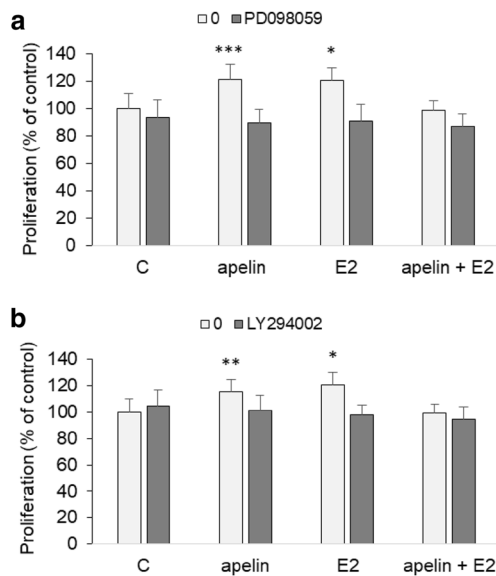 a
0 PD098059
Proliferation (% of control)
140
120
100
80
60
40
20
0
*** *
C apelin E2 apelin + E2
b
0 LY294002
Proliferation (% of control)
140
120
100
80
60
40
20
0
** *
C apelin E2 apelin + E2